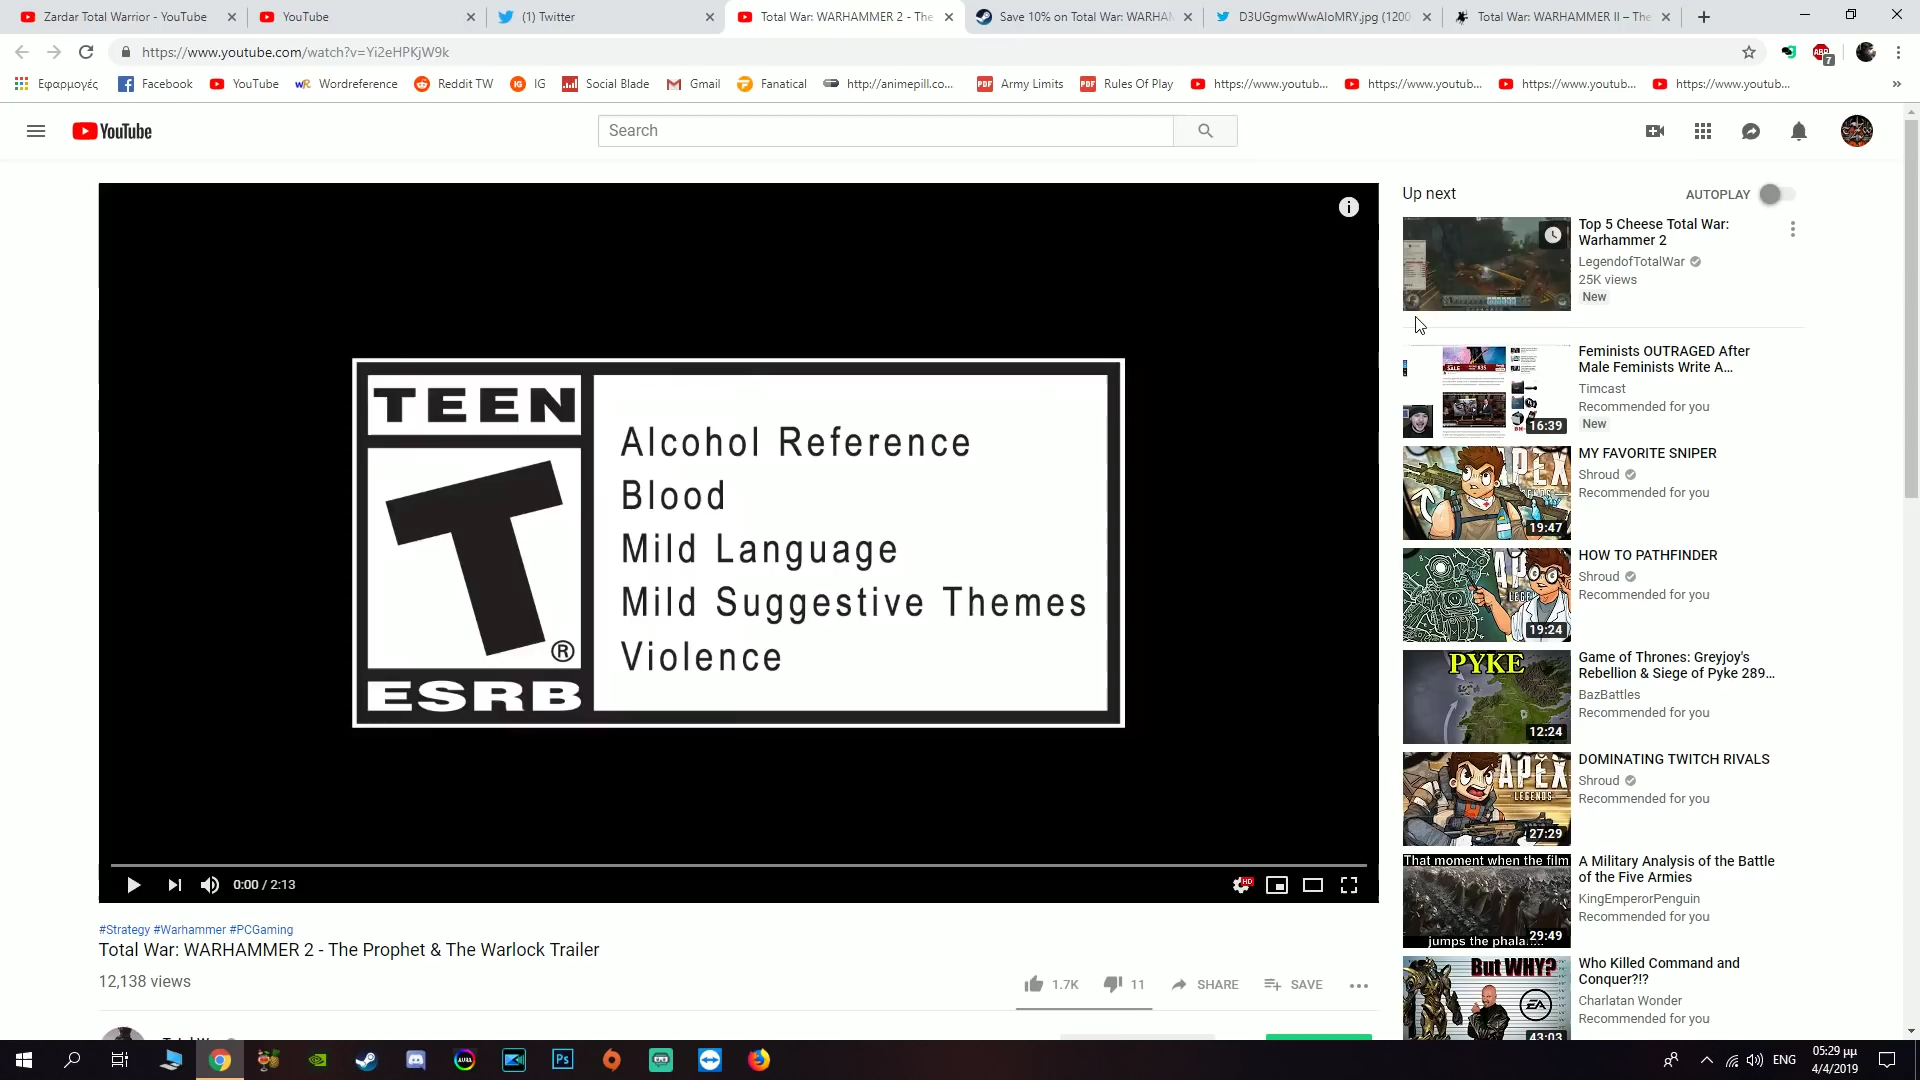 Zardar Total Warrior - YouTube
YouTube
(1) Twitter
Total War: WARHAMMER 2 - The
Save 10% on Total War: WARHAM
D3UGgmwWwAIoMRY.jpg (1200
Total War: WARHAMMER II – The
https://www.youtube.com/watch?v=Yi2eHPKjW9k
ABP
7
Εφαρμογές
Facebook
YouTube
Wordreference
Reddit TW
IG
Social Blade
Gmail
Fanatical
http://animepill.co...
Army Limits
Rules Of Play
https://www.youtub...
https://www.youtub...
https://www.youtub...
https://www.youtub...
YouTube
Search
TEEN
T
®
ESRB
Alcohol Reference
Blood
Mild Language
Mild Suggestive Themes
Violence
0:00 / 2:13
HD
#Strategy #Warhammer #PCGaming
Total War: WARHAMMER 2 - The Prophet & The Warlock Trailer
12,138 views
1.7K
11
SHARE
SAVE
Up next
AUTOPLAY
Top 5 Cheese Total War:
Warhammer 2
LegendofTotalWar
25K views
New
16:39
Feminists OUTRAGED After
Male Feminists Write A...
Timcast
Recommended for you
New
19:47
MY FAVORITE SNIPER
Shroud
Recommended for you
19:24
HOW TO PATHFINDER
Shroud
Recommended for you
PYKE
12:24
Game of Thrones: Greyjoy's
Rebellion & Siege of Pyke 289...
BazBattles
Recommended for you
APEX
LEGENDS
27:29
DOMINATING TWITCH RIVALS
Shroud
Recommended for you
That moment when the film
jumps the phala...
29:49
A Military Analysis of the Battle
of the Five Armies
KingEmperorPenguin
Recommended for you
But WHY?
EA
43:03
Who Killed Command and
Conquer?!?
Charlatan Wonder
Recommended for you
AURA
Ps
ENG
05:29 μμ
4/4/2019